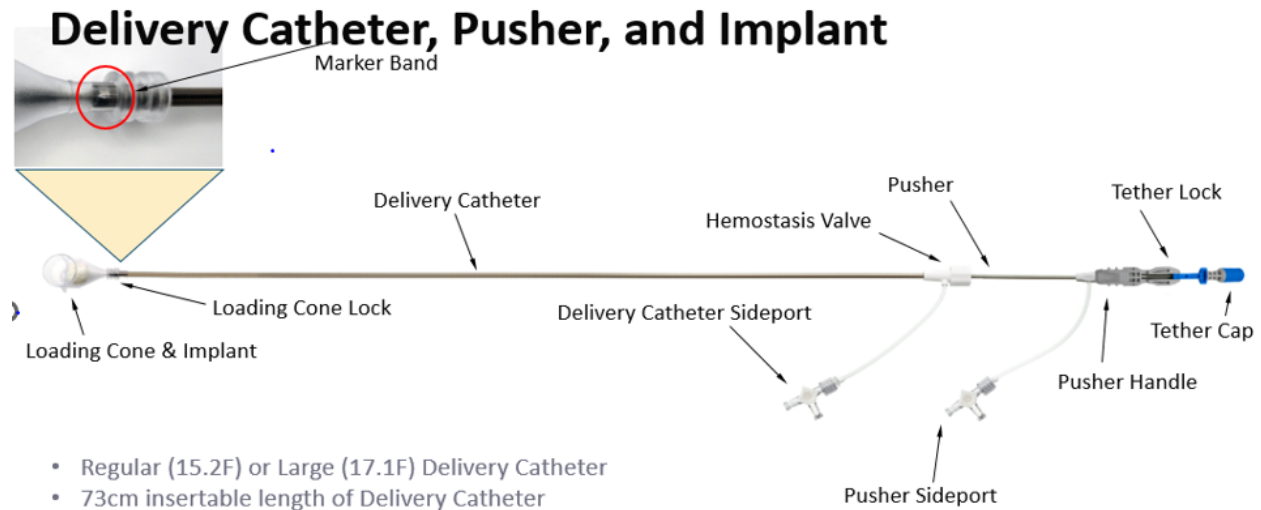 Delivery Catheter, Pusher, and Implant
Marker Band
Delivery Catheter
Pusher
Tether Lock
Hemostasis Valve
Loading Cone Lock
Delivery Catheter Sideport
Tether Cap
Loading Cone & Implant
Pusher Handle
• Regular (15.2F) or Large (17.1F) Delivery Catheter
• 73cm insertable length of Delivery Catheter
Pusher Sideport